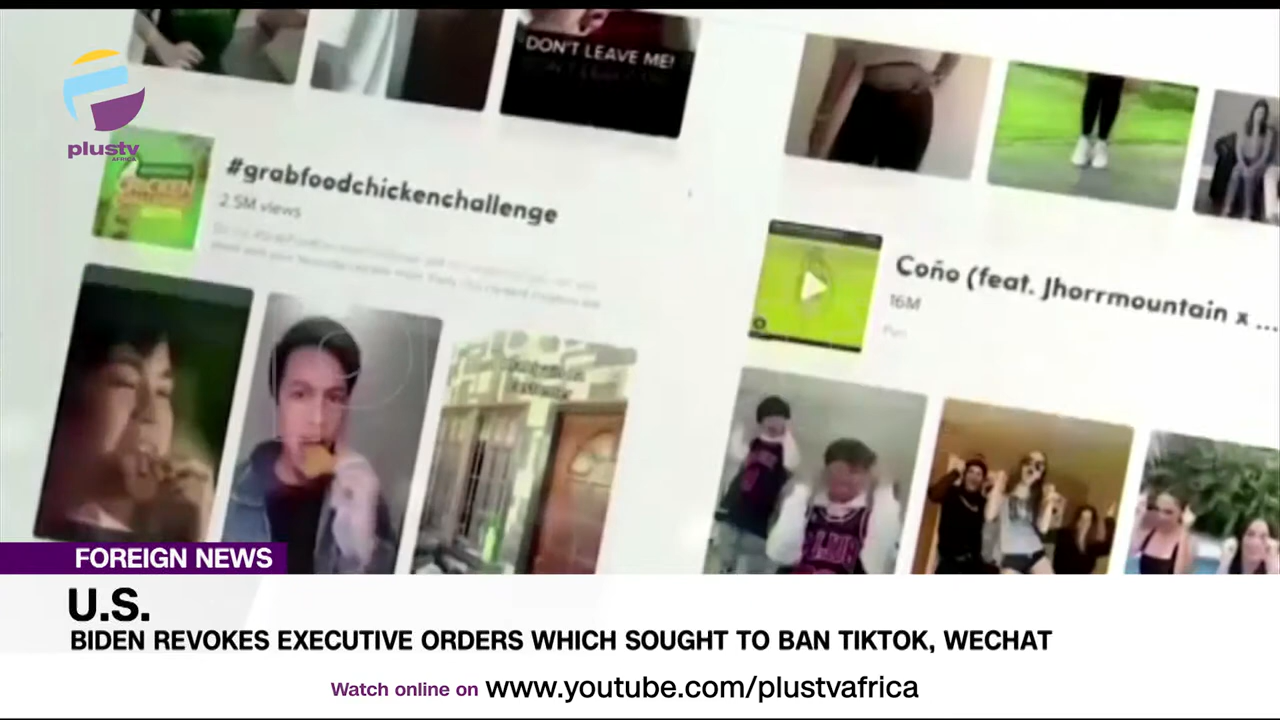 DON'T LEAVE ME!
plustv
AFRICA
CHICKEN
#grabfoodchickenchallenge
2.5M views
Coño (feat. Jhorrmountain x ...
16M
FOREIGN NEWS
U.S.
BIDEN REVOKES EXECUTIVE ORDERS WHICH SOUGHT TO BAN TIKTOK, WECHAT
Watch online on www.youtube.com/plustvafrica